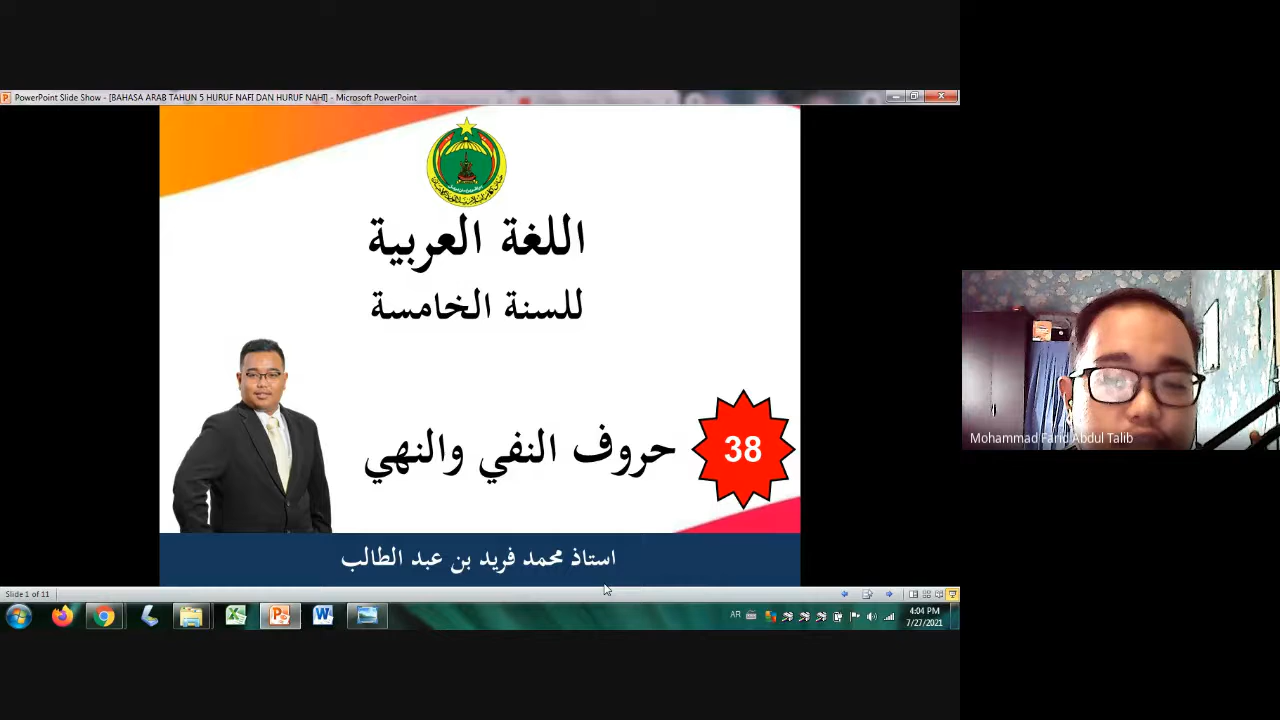 PowerPoint Slide Show - [BAHASA ARAB TAHUN 5 HURUF NAFI DAN HURUF NAHI] - Microsoft PowerPoint
اللغة العربية
للسنة الخامسة
حروف النفي والنهي
38
استاذ محمد فريد بن عبد الطالب
Slide 1 of 11
AR
4:04 PM
7/27/2021
Mohammad Farid Abdul Talib